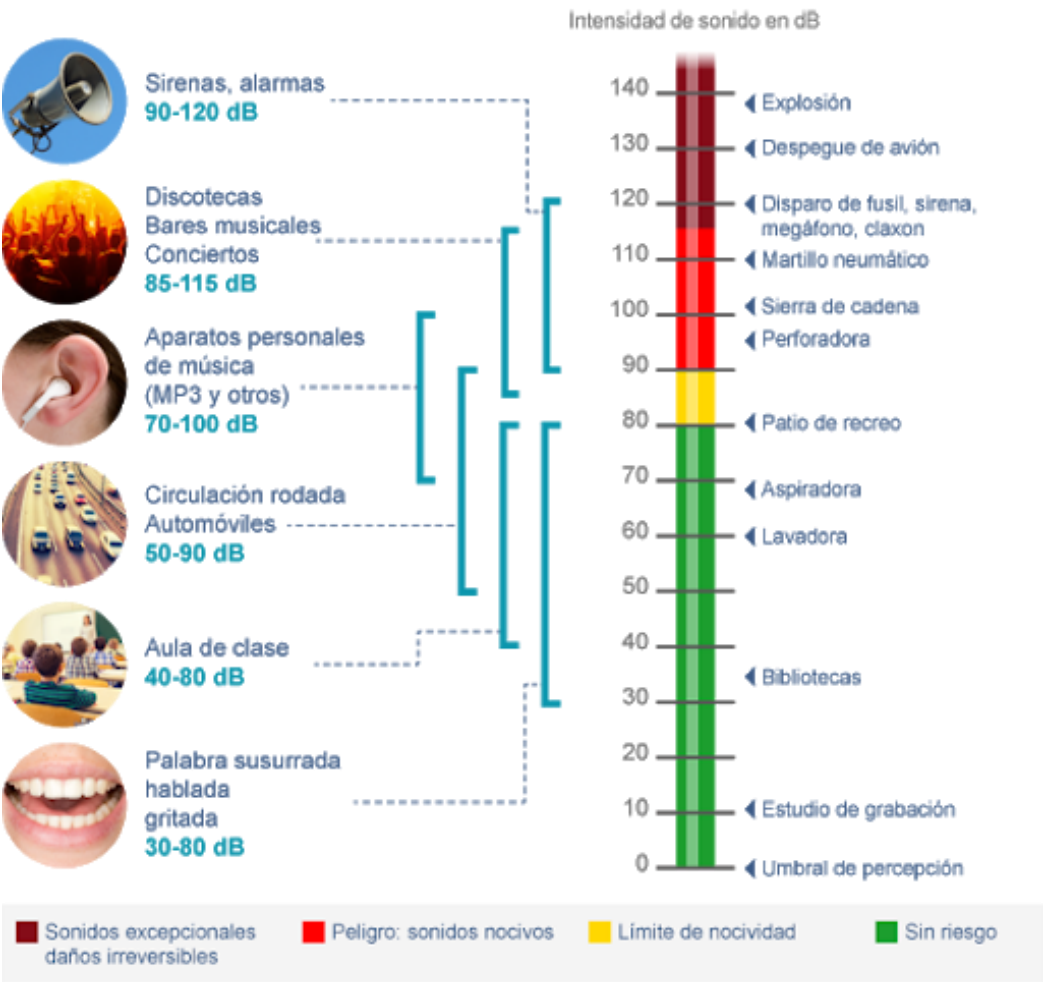 Intensidad de sonido en dB
Sirenas, alarmas
90-120 dB
Discotecas
Bares musicales
Conciertos
85-115 dB
Aparatos personales
de música
(MP3 y otros)
70-100 dB
Circulación rodada
Automóviles
50-90 dB
Aula de clase
40-80 dB
Palabra susurrada
hablada
gritada
30-80 dB
140
130
120
110
100
90
80
70
60
50
40
30
20
10
0
Explosión
Despegue de avión
Disparo de fusil, sirena,
megáfono, claxon
Martillo neumático
Sierra de cadena
Perforadora
Patio de recreo
Aspiradora
Lavadora
Bibliotecas
Estudio de grabación
Umbral de percepción
Sonidos excepcionales
daños irreversibles
Peligro: sonidos nocivos
Límite de nocividad
Sin riesgo